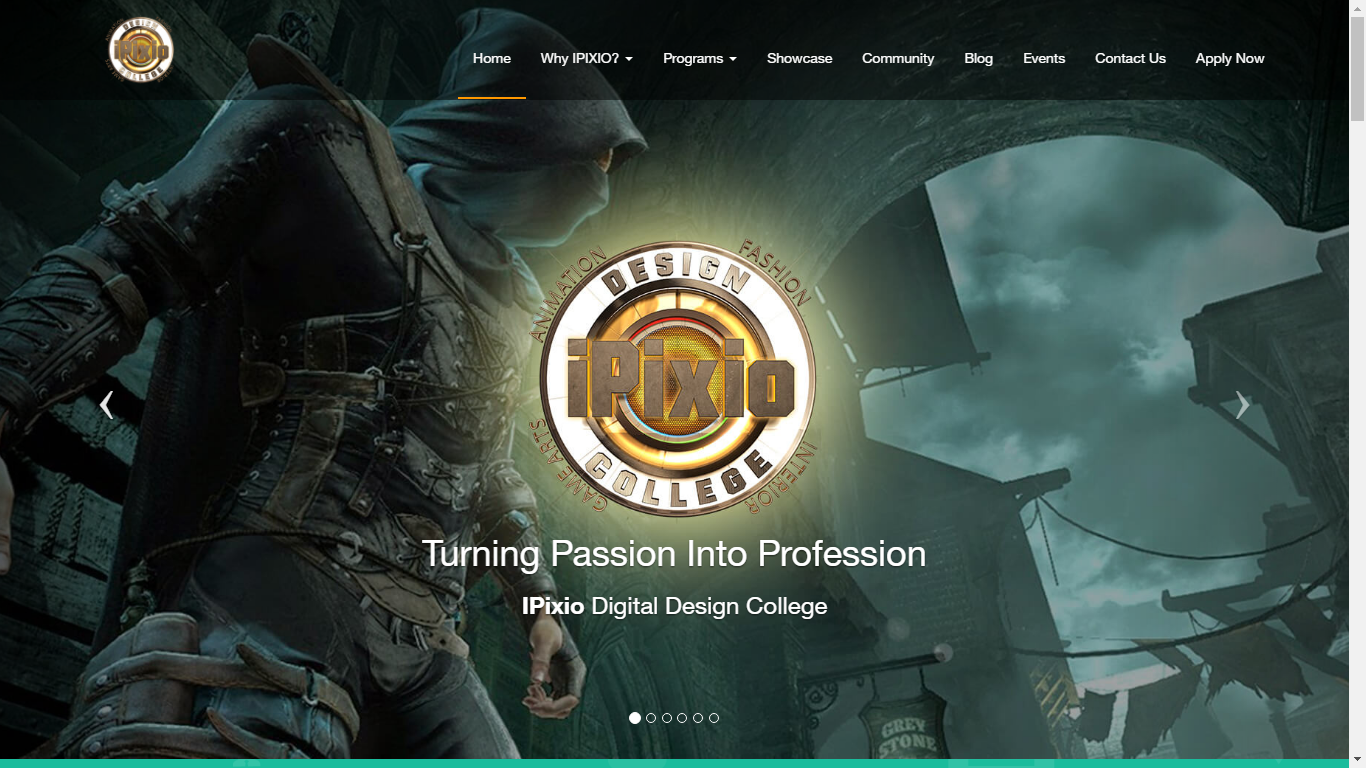 DESIGN
iPixio
COLLEGE
Home Why IPIXIO? Programs Showcase Community Blog Events Contact Us Apply Now
ANIMATION
FASHION
DESIGN
iPixio
COLLEGE
GAME ARTS
INTERIOR
Turning Passion Into Profession
IPixio Digital Design College
GREY
STONE